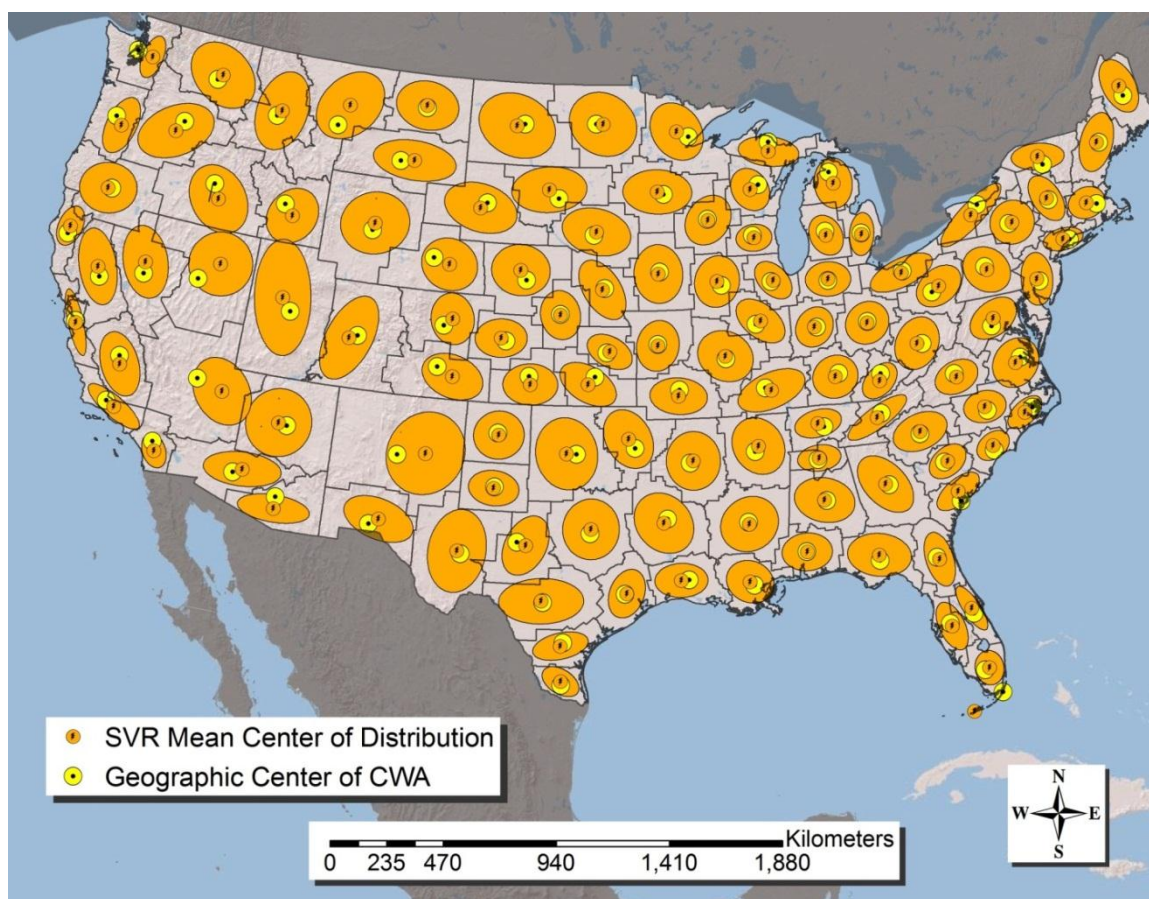 SVR Mean Center of Distribution
Geographic Center of CWA
N
W E
S
Kilometers
0 235 470 940 1,410 1,880